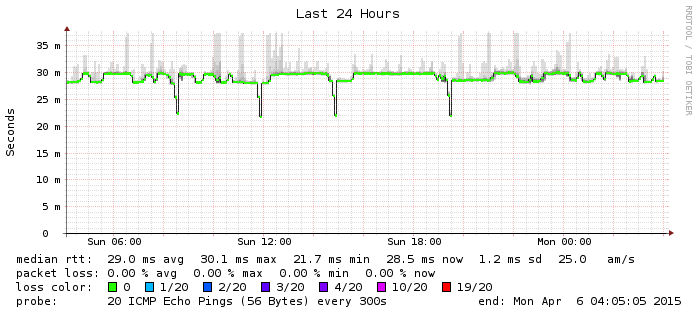 Last 24 Hours
RRDTOOL / TOBI OETIKER
Seconds
35 m
30 m
25 m
20 m
15 m
10 m
5 m
0
Sun 06:00 Sun 12:00 Sun 18:00 Mon 00:00
median rtt: 29.0 ms avg 30.1 ms max 21.7 ms min 28.5 ms now 1.2 ms sd 25.0 am/s
packet loss: 0.00 % avg 0.00 % max 0.00 % min 0.00 % now
loss color: 0 1/20 2/20 3/20 4/20 10/20 19/20
probe: 20 ICMP Echo Pings (56 Bytes) every 300s end: Mon Apr 6 04:05:05 2015